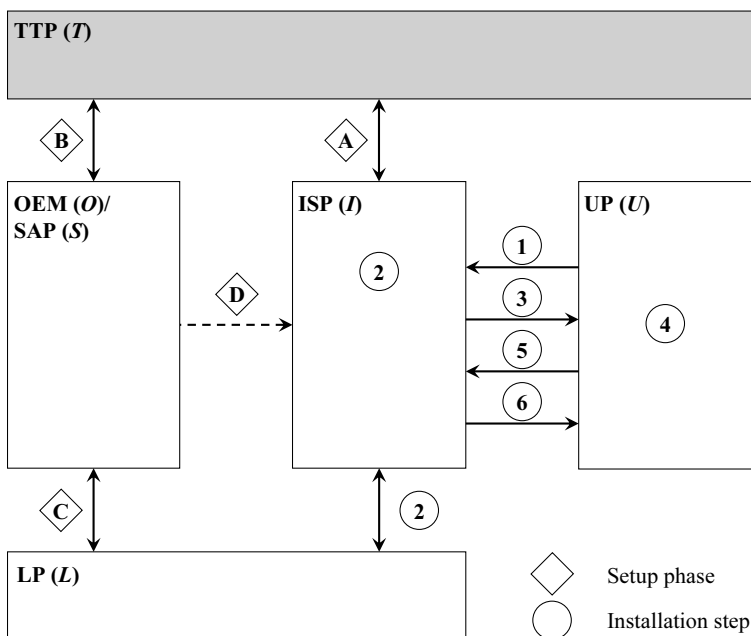 TTP (T)
B
A
OEM (O)/
SAP (S)
ISP (I)
UP (U)
1
2
D
3
4
5
6
C
2
LP (L)
Setup phase
Installation step